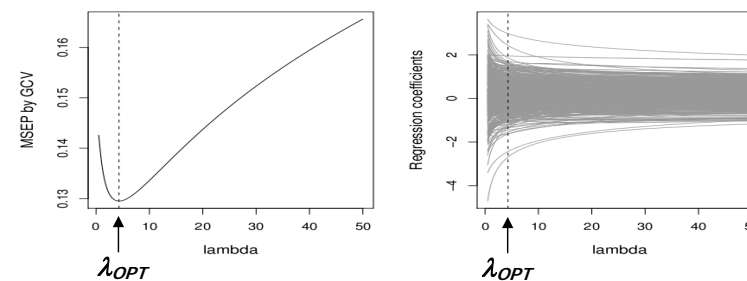 MSEP by GCV
0.16
0.15
0.14
0.13
0 10 20 30 40 50
lambda
λOPT
Regression coefficients
2
0
-2
-4
0 10 20 30 40 50
lambda
λOPT